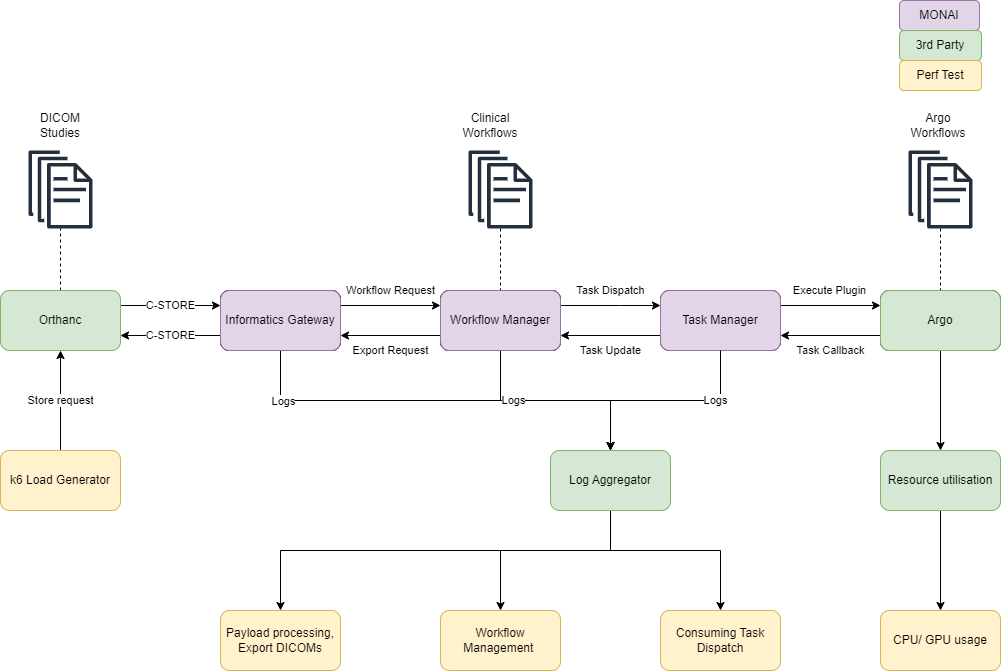 MONAI
3rd Party
Perf Test
DICOM
Studies
Clinical
Workflows
Argo
Workflows
Workflow Request
Task Dispatch
Execute Plugin
C-STORE
Orthanc
Informatics Gateway
Workflow Manager
Task Manager
Argo
C-STORE
Export Request
Task Update
Task Callback
Store request
Logs
Logs
Logs
k6 Load Generator
Log Aggregator
Resource utilisation
Payload processing,
Export DICOMs
Workflow
Management
Consuming Task
Dispatch
CPU/ GPU usage